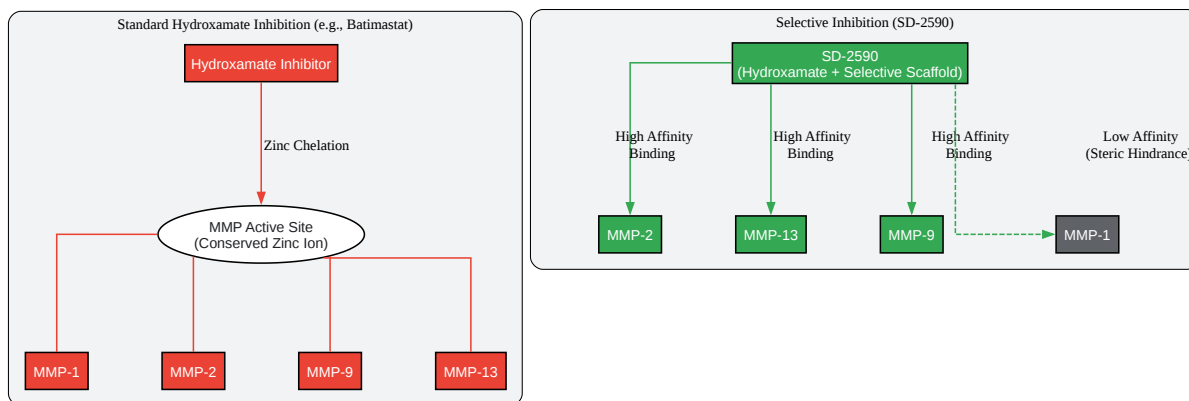 Standard Hydroxamate Inhibition (e.g., Batimastat)
Hydroxamate Inhibitor
Zinc Chelation
MMP Active Site
(Conserved Zinc Ion)
MMP-1
MMP-2
MMP-9
MMP-13
Selective Inhibition (SD-2590)
SD-2590
(Hydroxamate + Selective Scaffold)
High Affinity
Binding
High Affinity
Binding
High Affinity
Binding
Low Affinity
(Steric Hindrance)
MMP-2
MMP-13
MMP-9
MMP-1